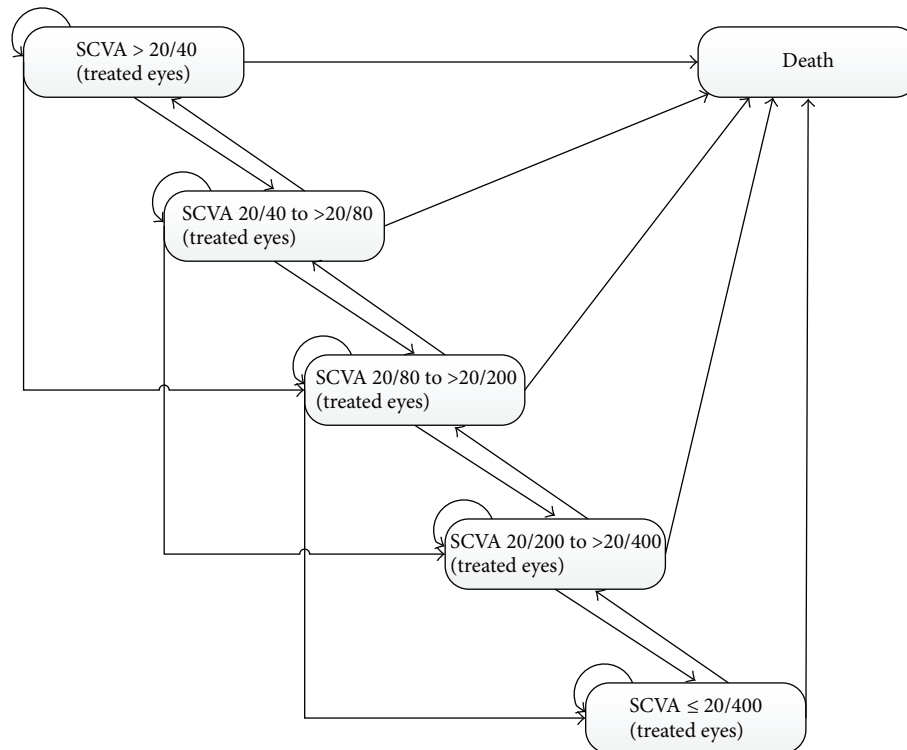 SCVA > 20/40
(treated eyes)
Death
SCVA 20/40 to >20/80
(treated eyes)
SCVA 20/80 to >20/200
(treated eyes)
SCVA 20/200 to >20/400
(treated eyes)
SCVA ≤ 20/400
(treated eyes)